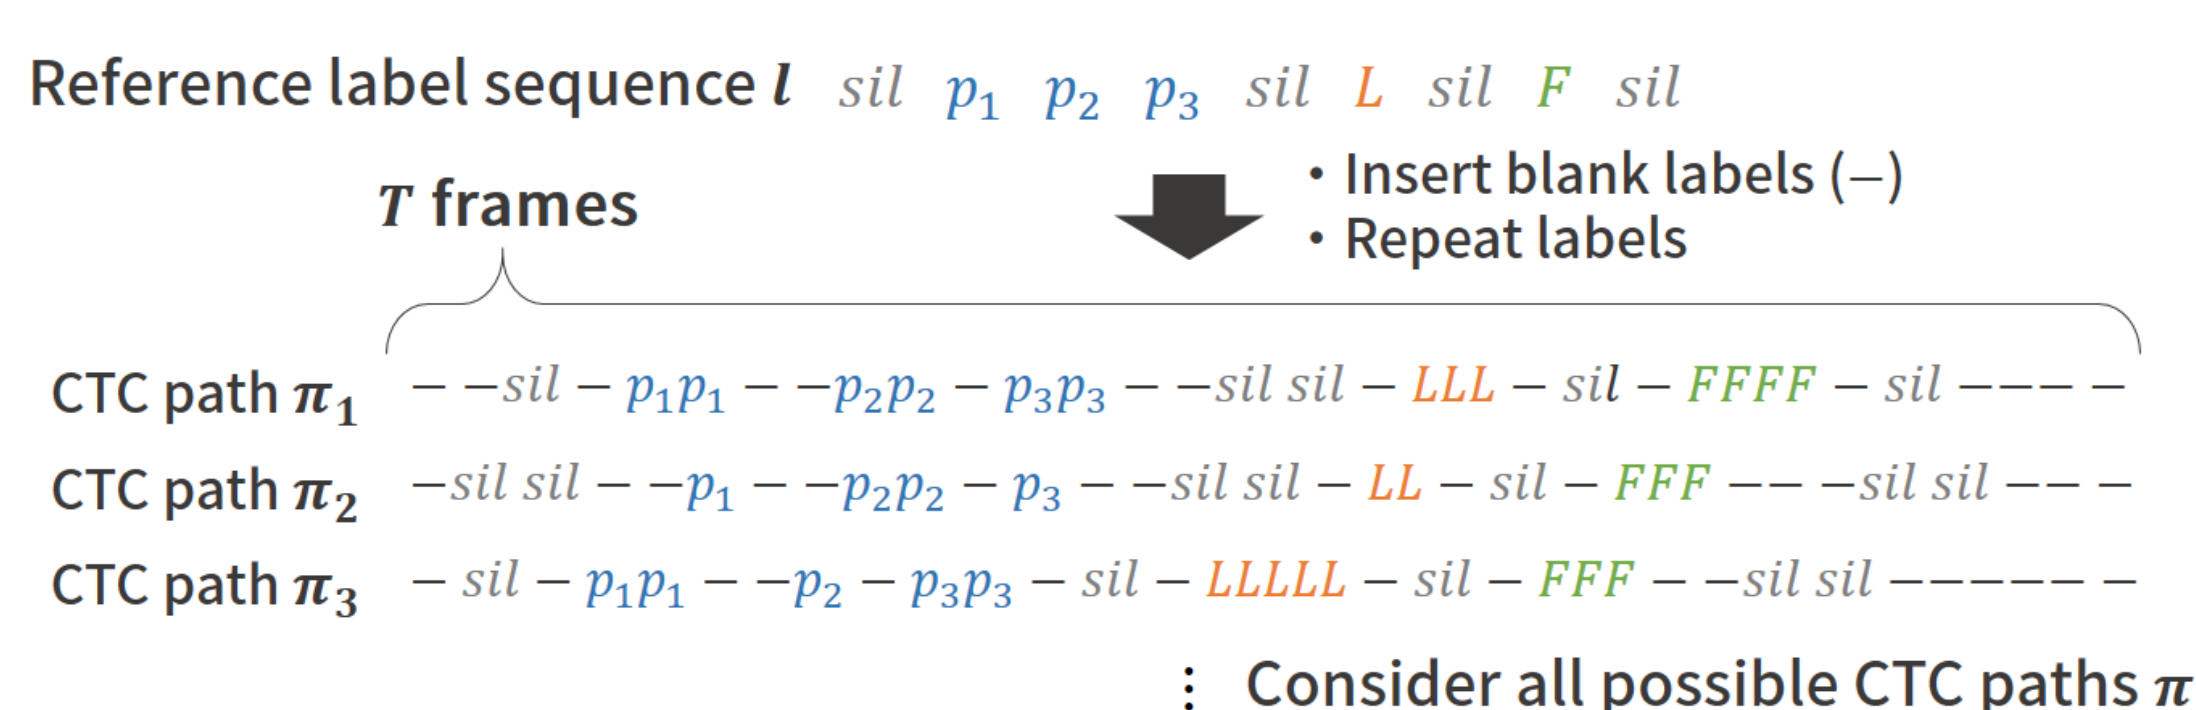 Reference label sequence l sil p₁ p₂ p₃ sil L sil F sil
・Insert blank labels (−)
T frames
・Repeat labels
CTC path π₁ − −sil − p₁p₁ − −p₂p₂ − p₃p₃ − −sil sil − LLL − sil − FFFF − sil −−− −
CTC path π₂ −sil sil − −p₁ − −p₂p₂ − p₃ − −sil sil − LL − sil − FFF −− −sil sil −− −
CTC path π₃ − sil − p₁p₁ − −p₂ − p₃p₃ − sil − LLLLL − sil − FFF − −sil sil −−−−− −
⋮ Consider all possible CTC paths π